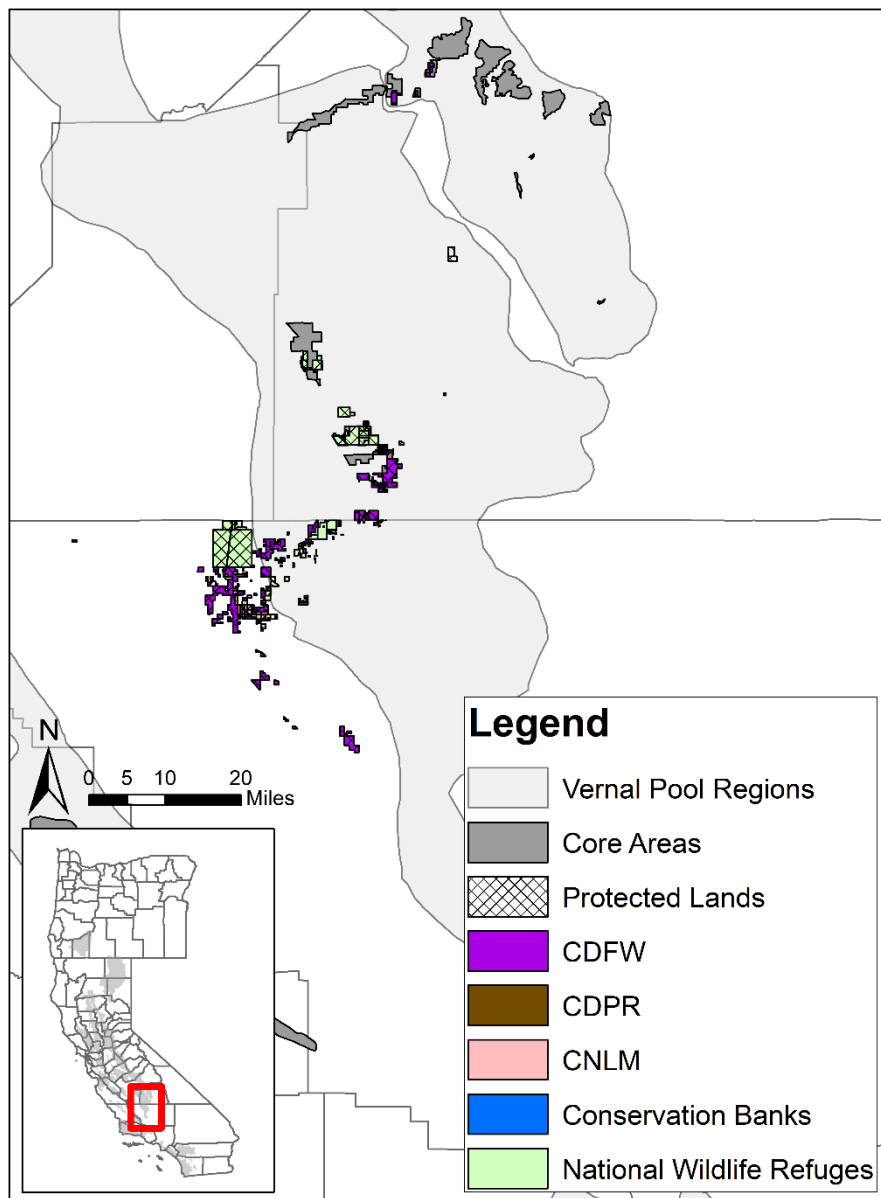 N
0 5 10 20
Miles
Legend
Vernal Pool Regions
Core Areas
Protected Lands
CDFW
CDPR
CNLM
Conservation Banks
National Wildlife Refuges